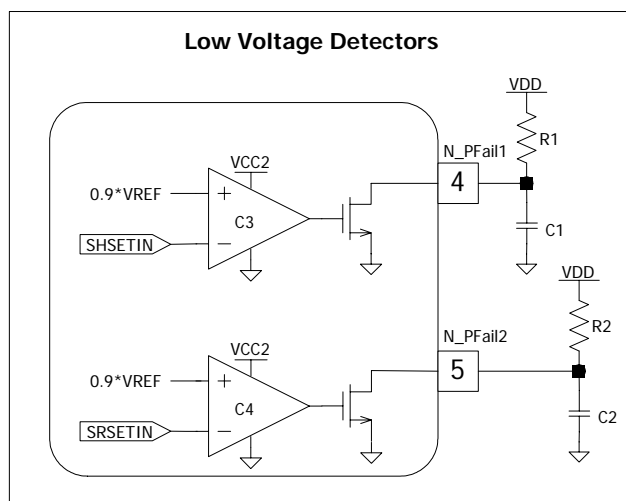 Low Voltage Detectors
VDD
R1
N_PFail1
4
VCC2
0.9*VREF
+
C3
SHSETIN
−
C1
VDD
R2
N_PFail2
5
VCC2
0.9*VREF
+
C4
SRSETIN
−
C2